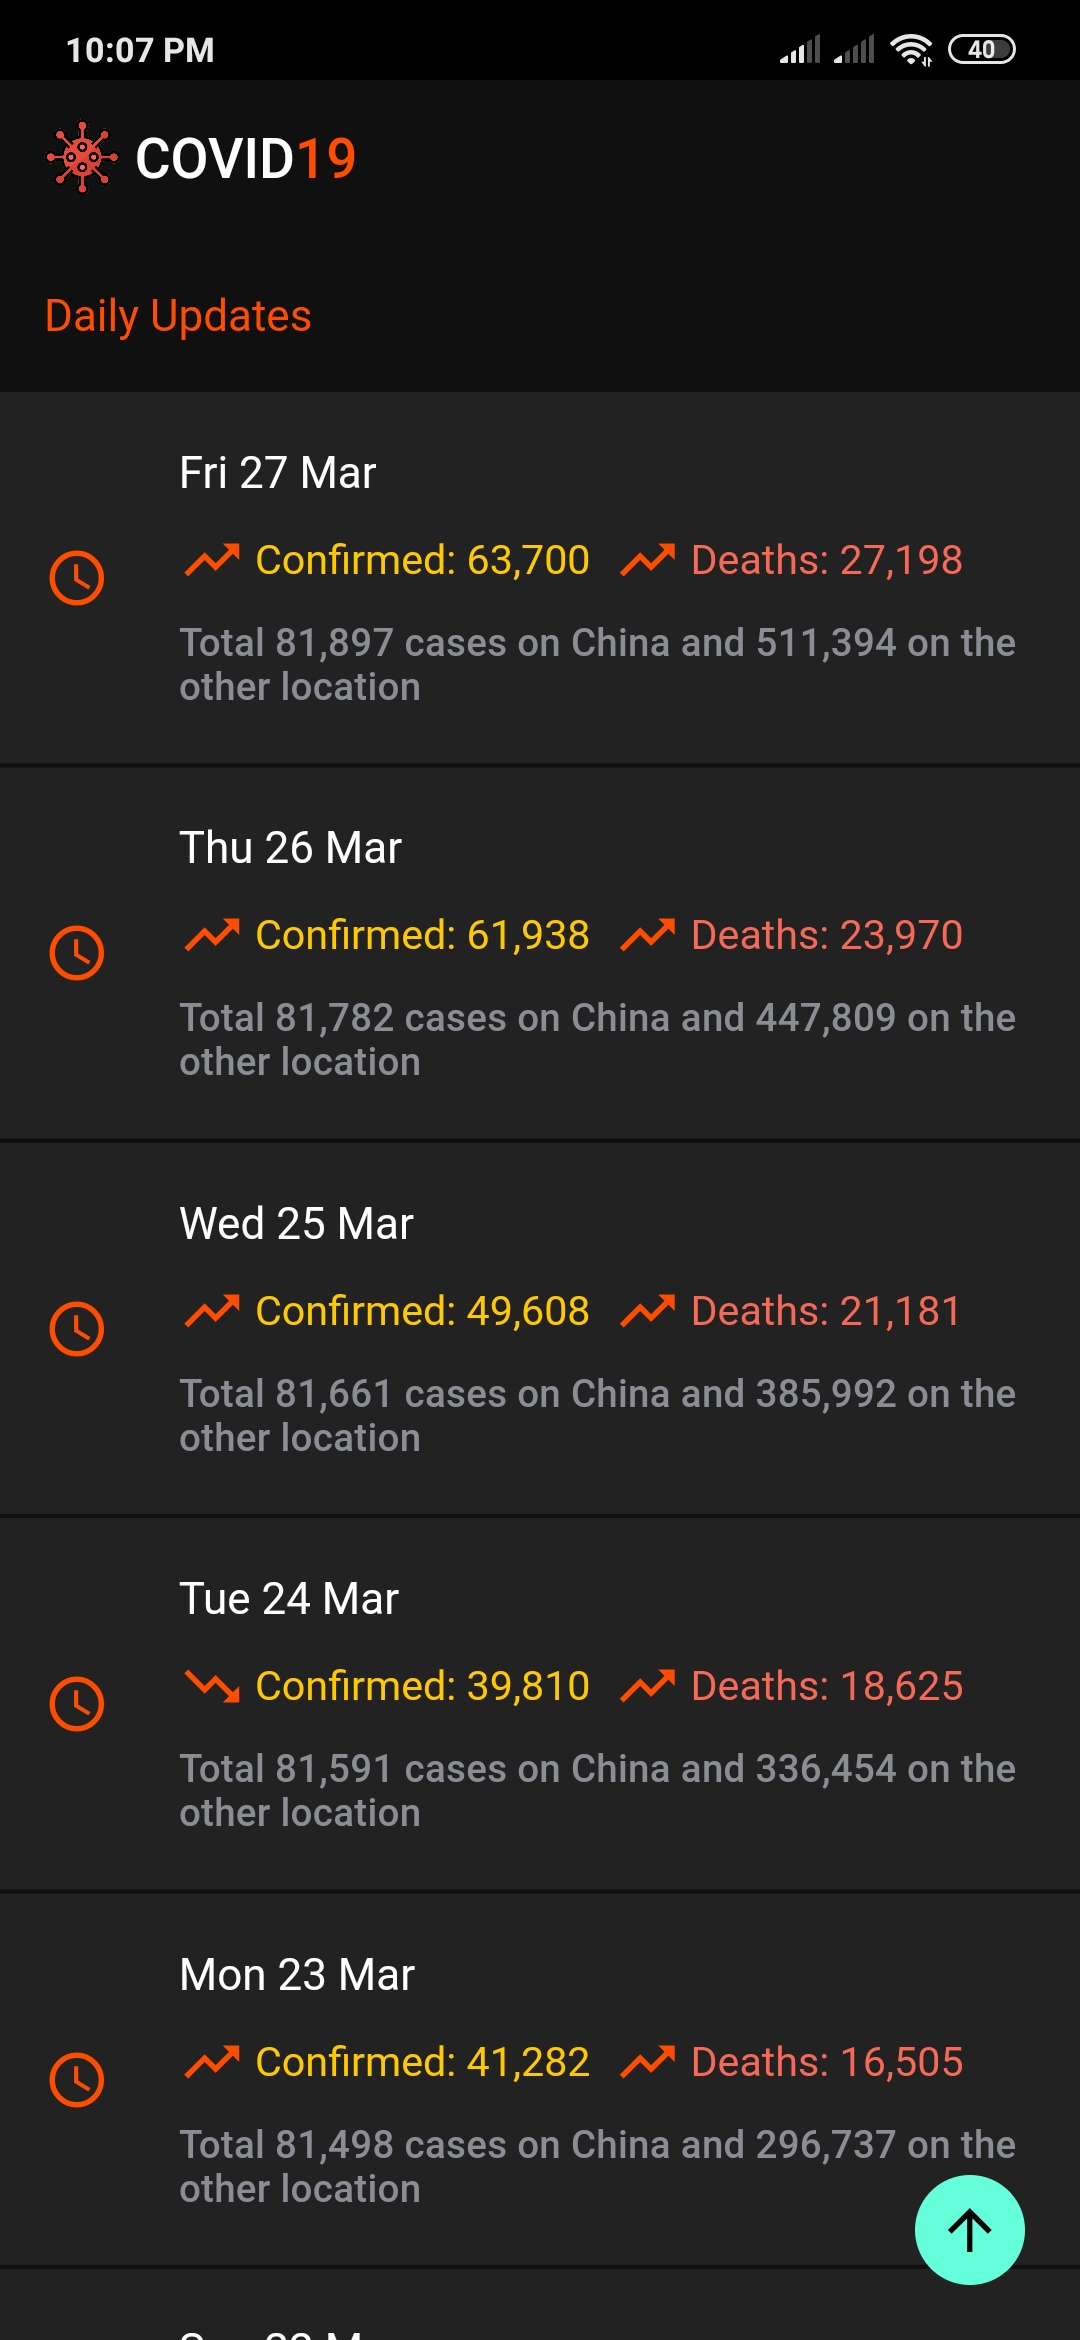 10:07 PM
40
COVID19
Daily Updates
Fri 27 Mar
Confirmed: 63,700 Deaths: 27,198
Total 81,897 cases on China and 511,394 on the
other location
Thu 26 Mar
Confirmed: 61,938 Deaths: 23,970
Total 81,782 cases on China and 447,809 on the
other location
Wed 25 Mar
Confirmed: 49,608 Deaths: 21,181
Total 81,661 cases on China and 385,992 on the
other location
Tue 24 Mar
Confirmed: 39,810 Deaths: 18,625
Total 81,591 cases on China and 336,454 on the
other location
Mon 23 Mar
Confirmed: 41,282 Deaths: 16,505
Total 81,498 cases on China and 296,737 on the
other location